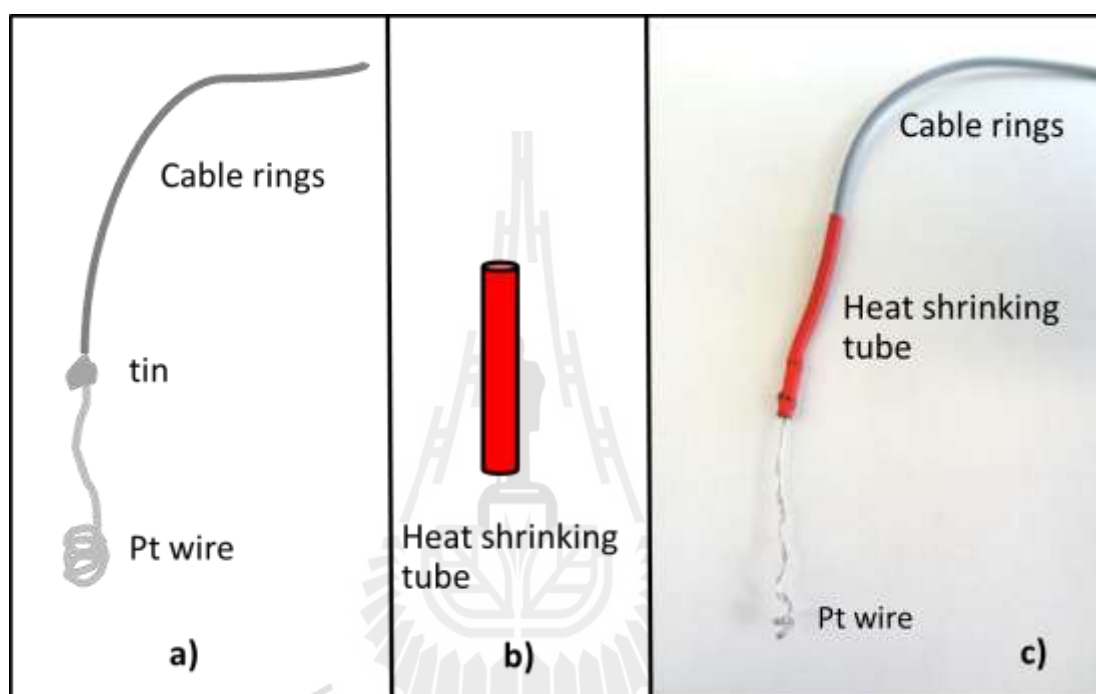 Cable rings
tin
Pt wire
a)
Heat shrinking
tube
b)
Cable rings
Heat shrinking
tube
Pt wire
c)